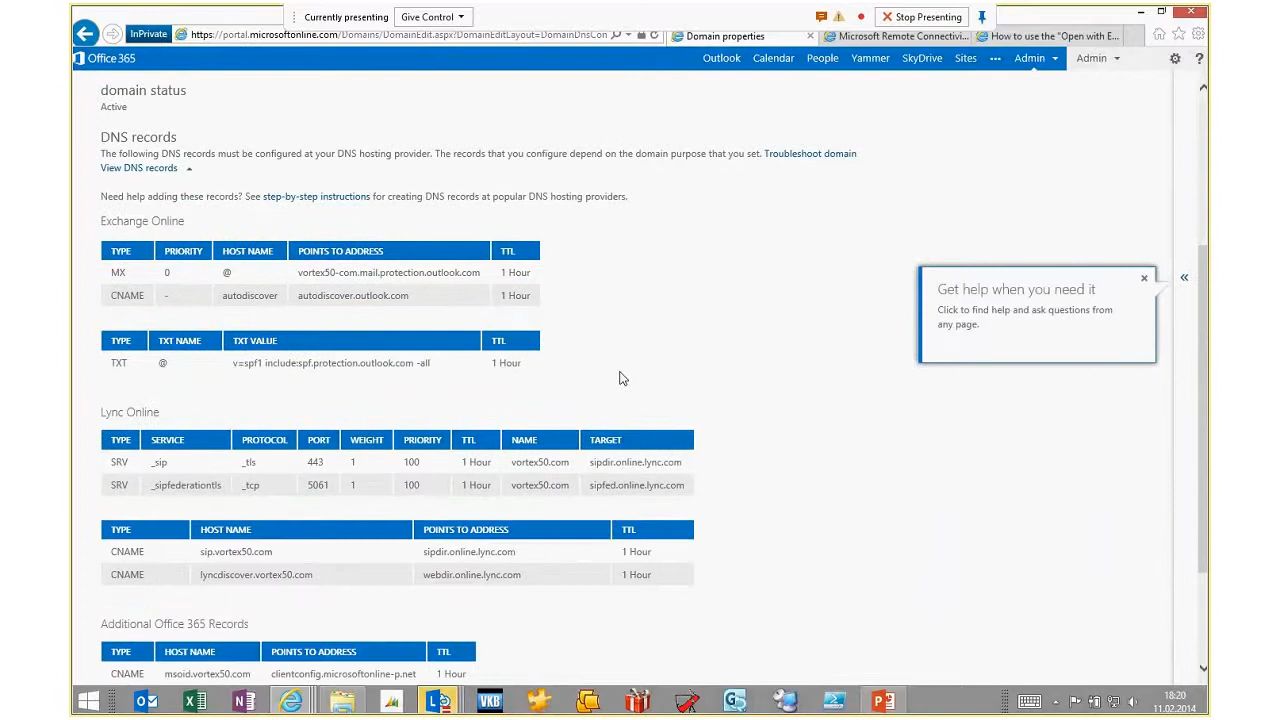 Currently presenting
Give Control
Stop Presenting
InPrivate
https://portal.microsoftonline.com/Domains/DomainEdit.aspx?DomainEditLayout=DomainDnsCon
Domain properties
Microsoft Remote Connectivi...
How to use the "Open with E...
Office 365
Outlook Calendar People Yammer SkyDrive Sites ... Admin Admin ?
domain status
Active
DNS records
The following DNS records must be configured at your DNS hosting provider. The records that you configure depend on the domain purpose that you set. Troubleshoot domain
View DNS records
Need help adding these records? See step-by-step instructions for creating DNS records at popular DNS hosting providers.
Exchange Online
TYPE PRIORITY HOST NAME POINTS TO ADDRESS TTL
MX 0 @ vortex50-com.mail.protection.outlook.com 1 Hour
CNAME - autodiscover autodiscover.outlook.com 1 Hour
TYPE TXT NAME TXT VALUE TTL
TXT @ v=spf1 include:spf.protection.outlook.com -all 1 Hour
Get help when you need it
Click to find help and ask questions from
any page.
Lync Online
TYPE SERVICE PROTOCOL PORT WEIGHT PRIORITY TTL NAME TARGET
SRV _sip _tls 443 1 100 1 Hour vortex50.com sipdir.online.lync.com
SRV _sipfederationtls _tcp 5061 1 100 1 Hour vortex50.com sipfed.online.lync.com
TYPE HOST NAME POINTS TO ADDRESS TTL
CNAME sip.vortex50.com sipdir.online.lync.com 1 Hour
CNAME lyncdiscover.vortex50.com webdir.online.lync.com 1 Hour
Additional Office 365 Records
TYPE HOST NAME POINTS TO ADDRESS TTL
CNAME msoid.vortex50.com clientconfig.microsoftonline-p.net 1 Hour
VKB
18:20
11.02.2014